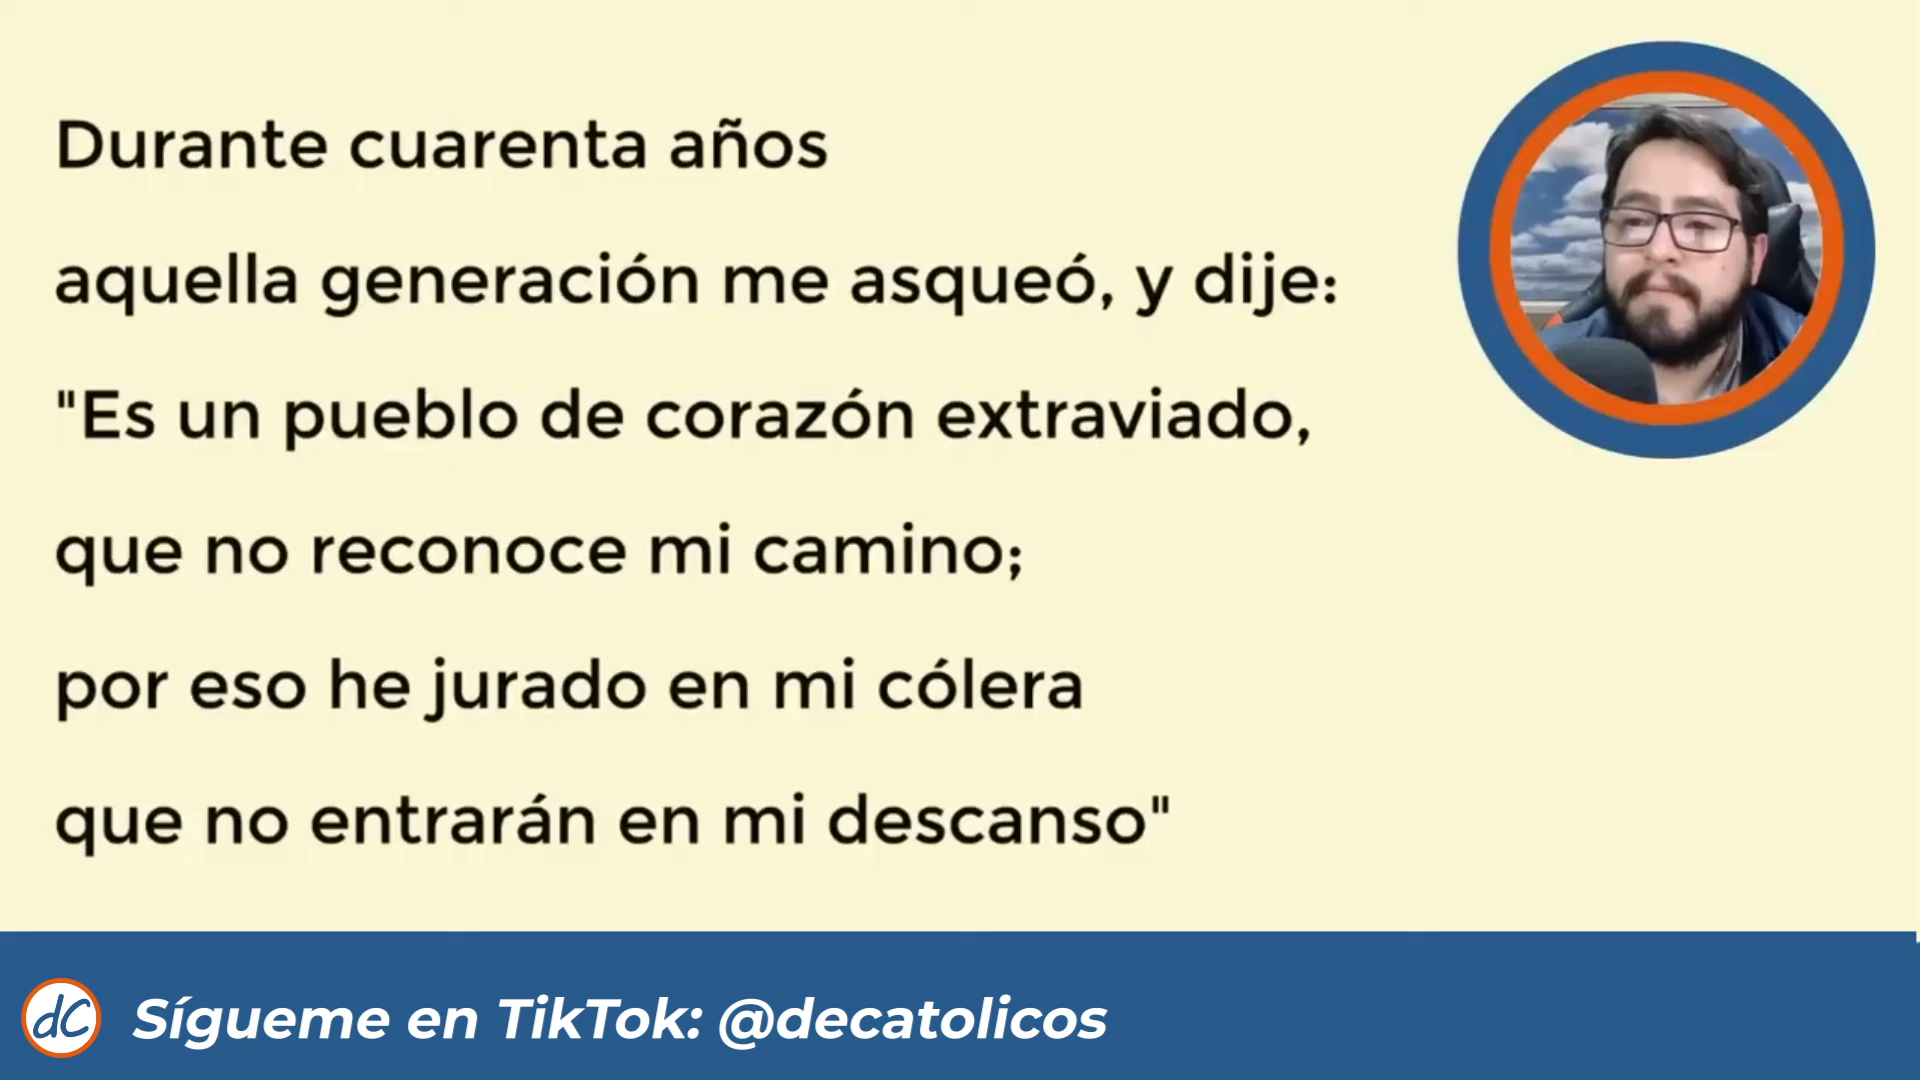 Durante cuarenta años
aquella generación me asqueó, y dije:
"Es un pueblo de corazón extraviado,
que no reconoce mi camino;
por eso he jurado en mi cólera
que no entrarán en mi descanso"
dC Sígueme en TikTok: @decatolicos